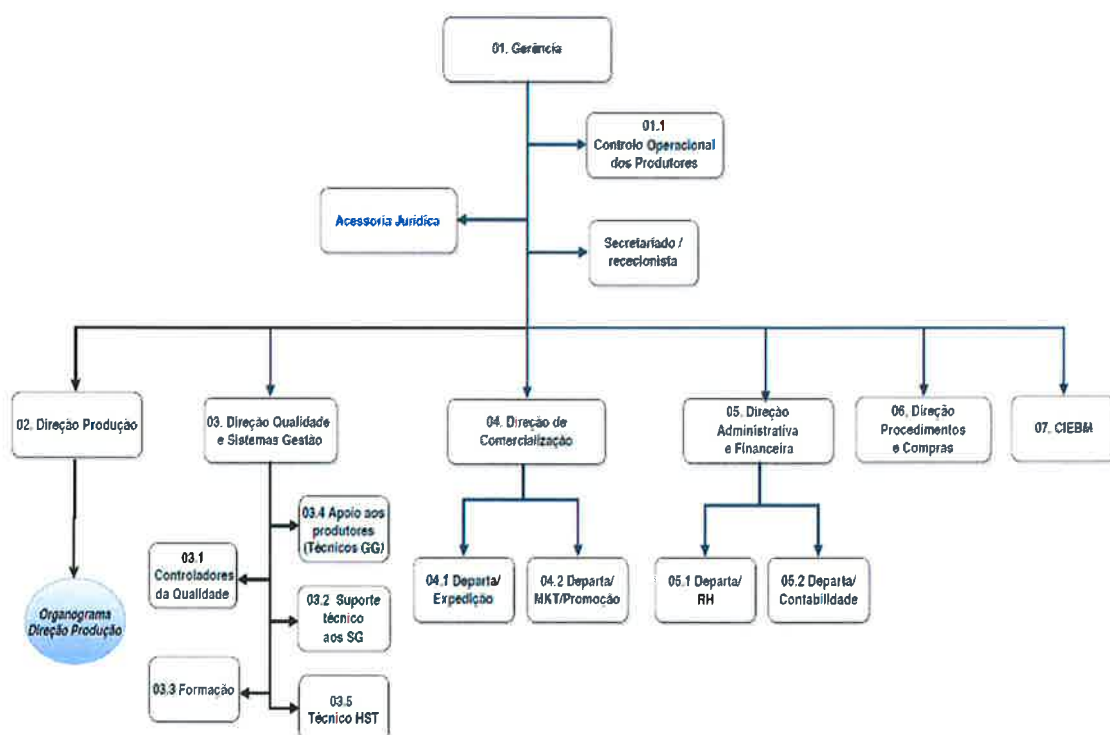 01. Gerência
01.1
Controlo Operacional
dos Produtores
Acessoria Jurídica
Secretariado /
rececionista
02. Direção Produção
03. Direção Qualidade
e Sistemas Gestão
04. Direção de
Comercialização
05. Direção
Administrativa
e Financeira
06. Direção
Procedimentos
e Compras
07. CIEBM
03.4 Apoio aos
produtores
(Técnicos GG)
03.1
Controladores
da Qualidade
04.1 Departa/
Expedição
04.2 Departa/
MKT/Promoção
05.1 Departa/
RH
05.2 Departa/
Contabilidade
Organograma
Direção Produção
03.2 Suporte
técnico
aos SG
03.3 Formação
03.5
Técnico HST